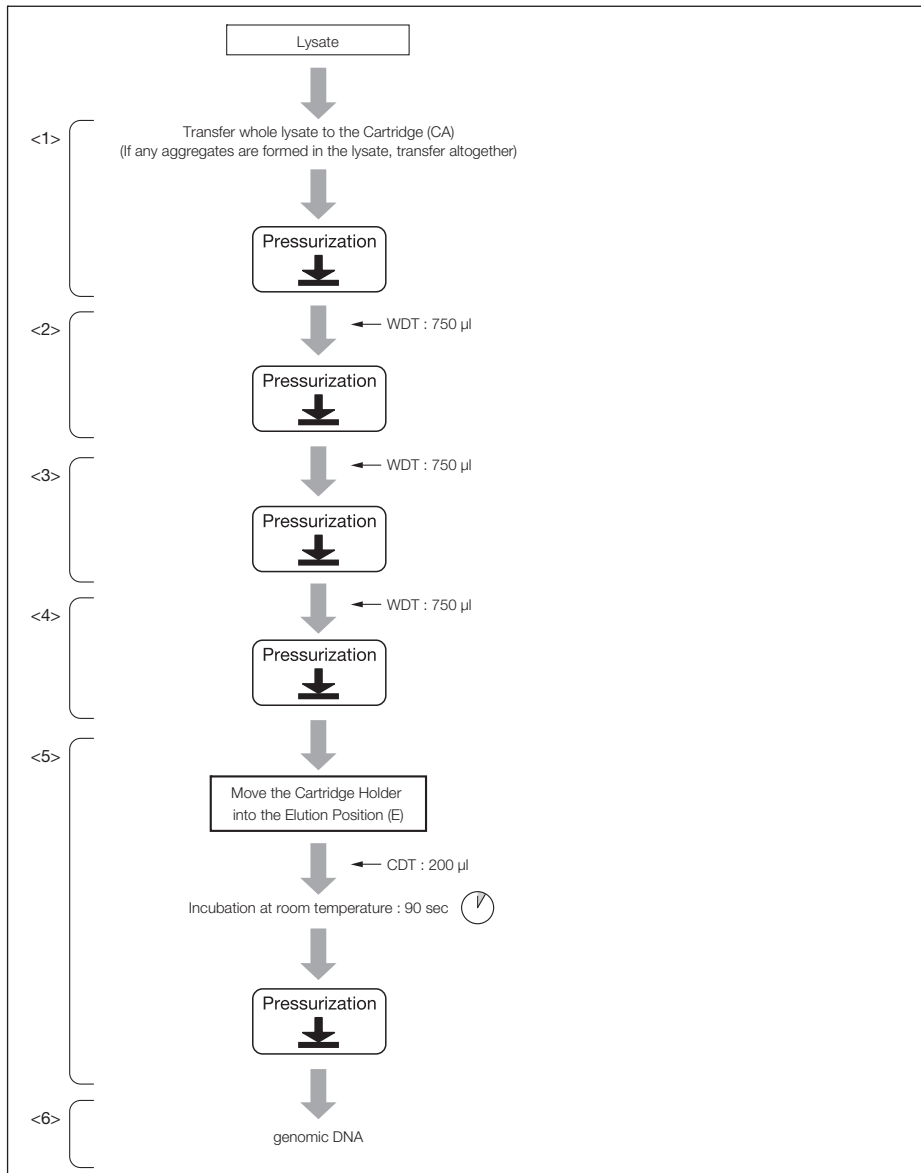 Lysate
<1>
Transfer whole lysate to the Cartridge (CA)
(If any aggregates are formed in the lysate, transfer altogether)
Pressurization
<2>
WDT : 750 µl
Pressurization
<3>
WDT : 750 µl
Pressurization
<4>
WDT : 750 µl
Pressurization
<5>
Move the Cartridge Holder
into the Elution Position (E)
CDT : 200 µl
Incubation at room temperature : 90 sec
Pressurization
<6>
genomic DNA